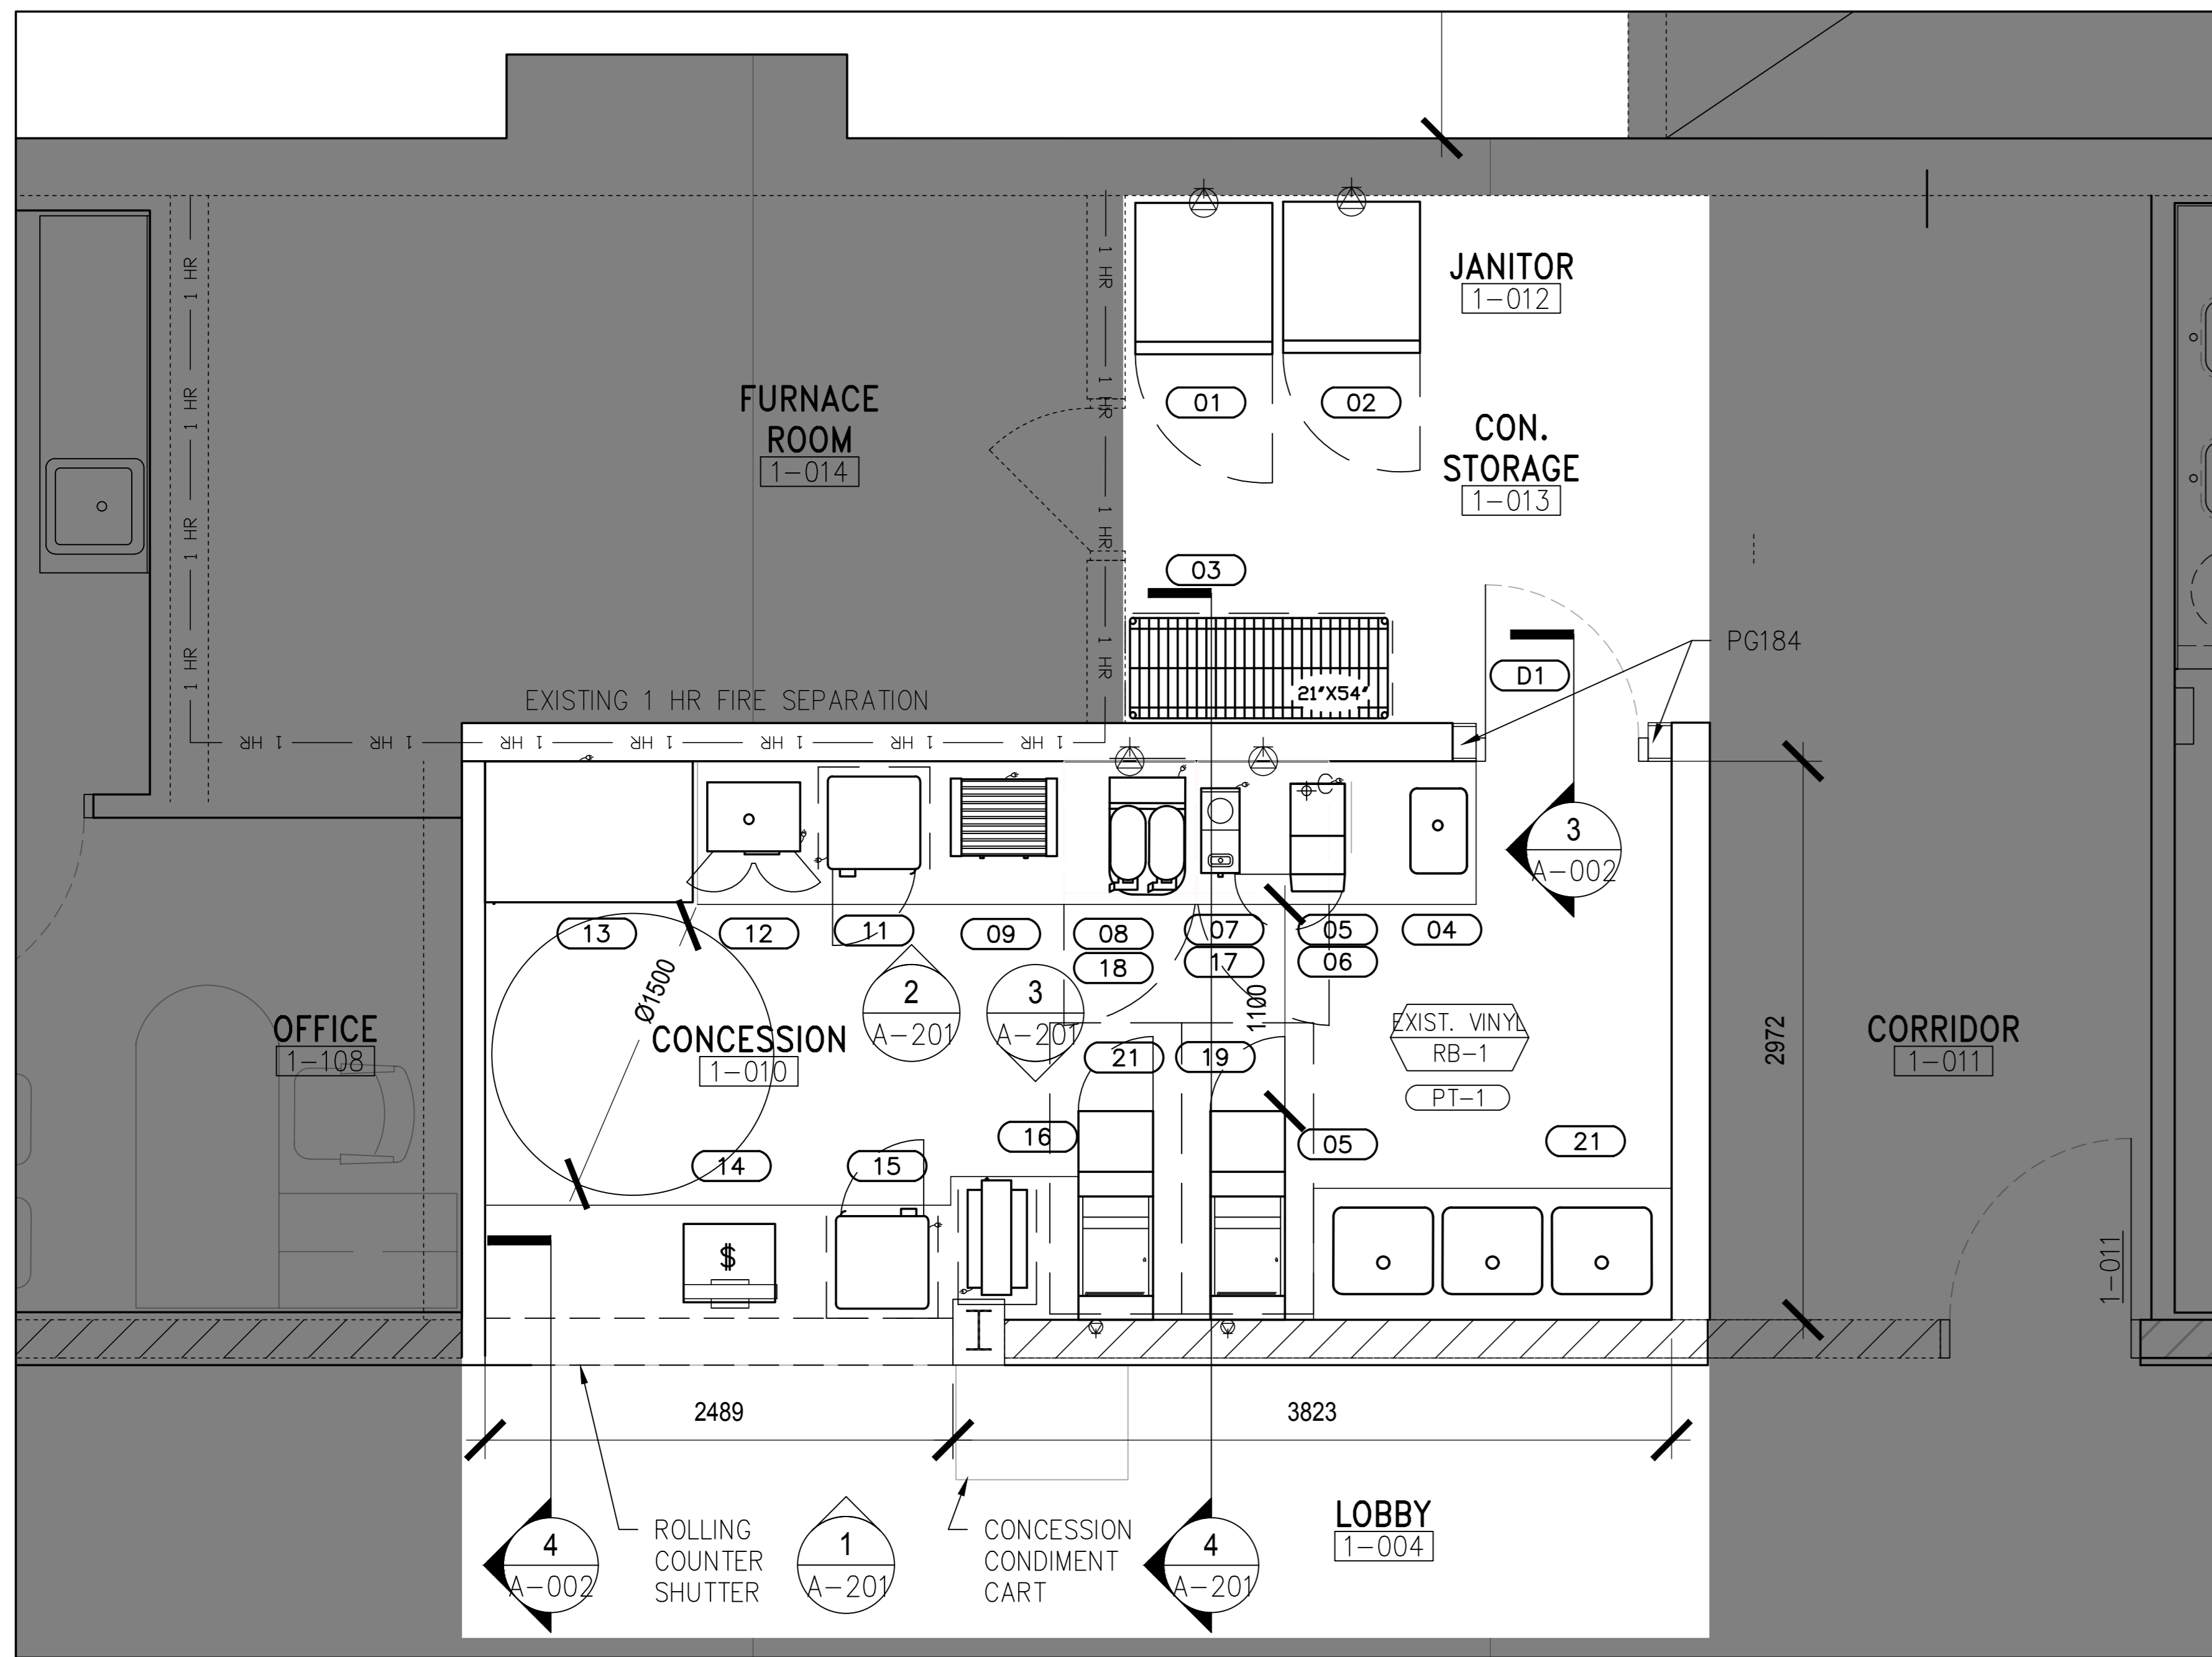 JANITOR
1-012
01
02
FURNACE
ROOM
1-014
CON.
STORAGE
1-013
1 HR
1 HR
1 HR
1 HR
1 HR
1 HR
1 HR
1 HR
1 HR
03
PG184
D1
21"X54"
EXISTING 1 HR FIRE SEPARATION
1 HR
1 HR
1 HR
1 HR
1 HR
1 HR
1 HR
C
3
A-002
13
12
11
09
08
07
05
04
18
17
06
Ø1500
2
A-201
3
A-201
1100
EXIST. VINYL
RB-1
PT-1
OFFICE
1-108
CONCESSION
1-010
21
19
2972
CORRIDOR
1-011
16
05
21
14
15
$
1-011
2489
3823
LOBBY
1-004
ROLLING
COUNTER
SHUTTER
4
A-002
1
A-201
CONCESSION
CONDIMENT
CART
4
A-201